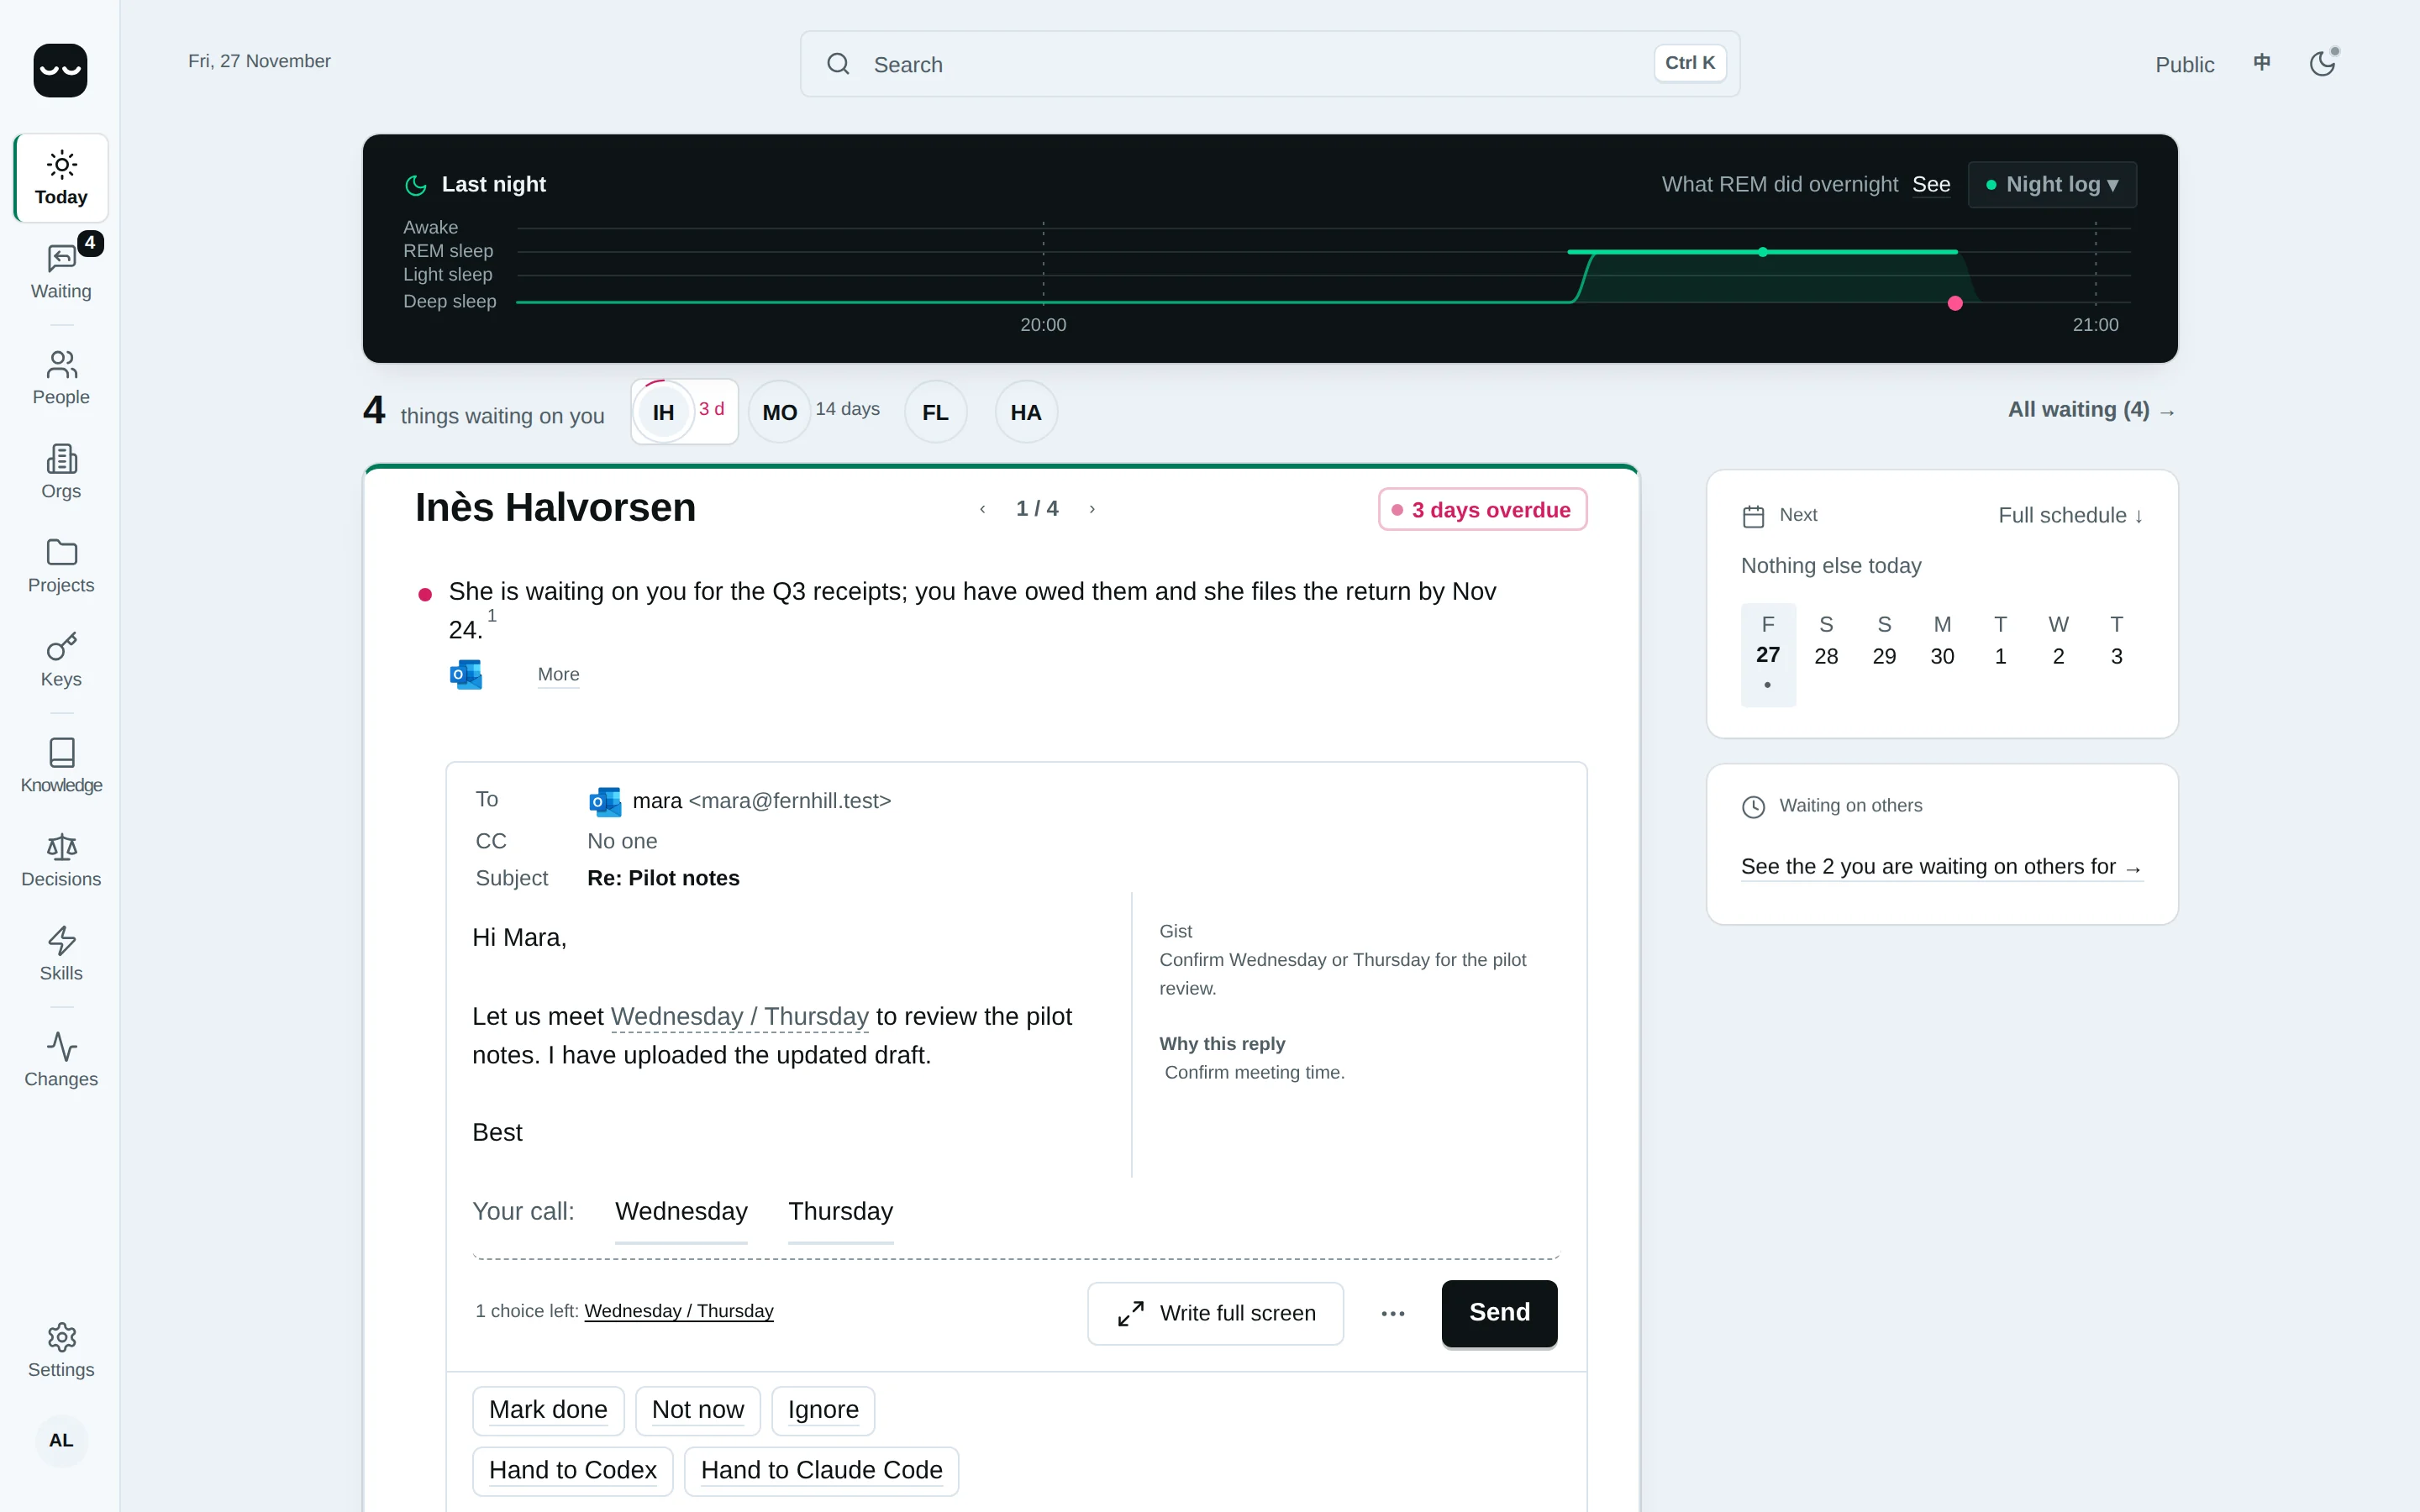 Fri, 27 November
Search
Ctrl K
Public
中
Today
4
Waiting
People
Orgs
Projects
Keys
Knowledge
Decisions
Skills
Changes
Settings
AL
Last night
What REM did overnight See
Night log ▾
Awake
REM sleep
Light sleep
Deep sleep
20:00
21:00
4 things waiting on you
IH 3 d
MO 14 days
FL
HA
All waiting (4) →
Inès Halvorsen
‹ 1 / 4 ›
3 days overdue
She is waiting on you for the Q3 receipts; you have owed them and she files the return by Nov
24. 1
More
To mara <mara@fernhill.test>
CC No one
Subject Re: Pilot notes
Hi Mara,
Let us meet Wednesday / Thursday to review the pilot
notes. I have uploaded the updated draft.
Best
Gist
Confirm Wednesday or Thursday for the pilot
review.
Why this reply
Confirm meeting time.
Your call: Wednesday Thursday
1 choice left: Wednesday / Thursday
Write full screen
Send
Mark done
Not now
Ignore
Hand to Codex
Hand to Claude Code
Next
Full schedule ↓
Nothing else today
F S S M T W T
27 28 29 30 1 2 3
Waiting on others
See the 2 you are waiting on others for →